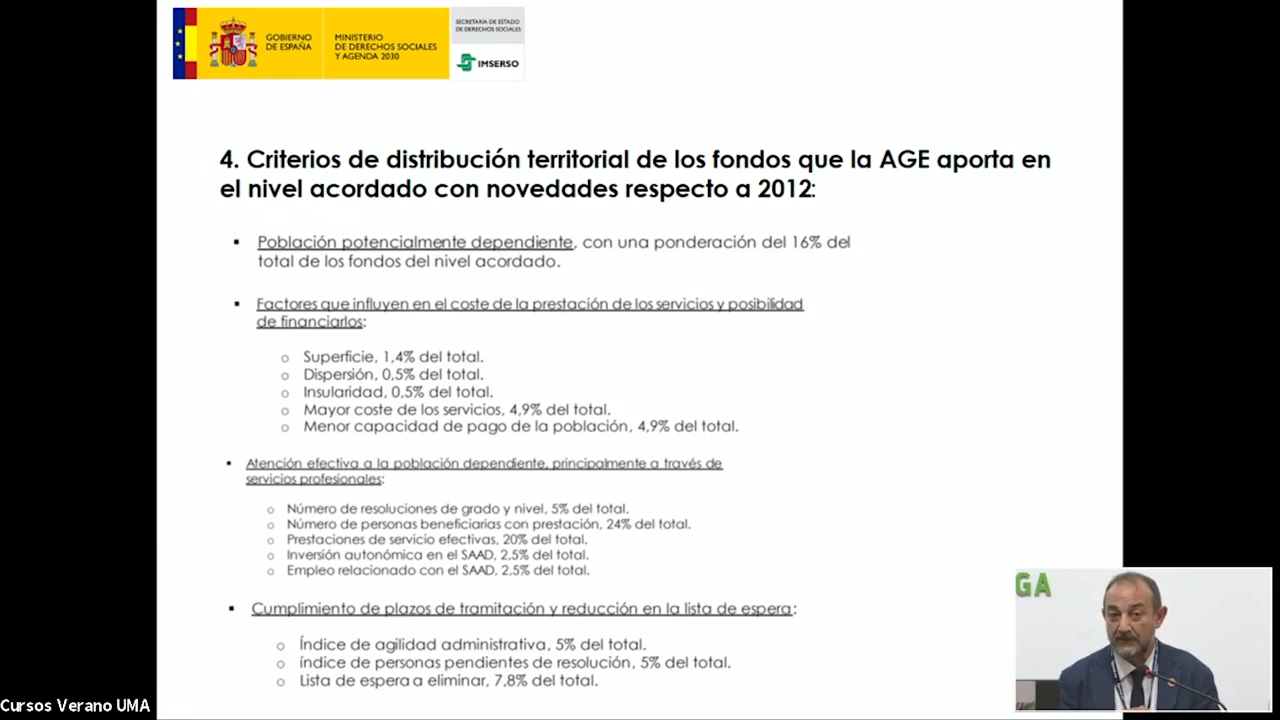 GOBIERNO
DE ESPAÑA
MINISTERIO
DE DERECHOS SOCIALES
Y AGENDA 2030
SECRETARÍA DE ESTADO
DE DERECHOS SOCIALES
IMSERSO
4. Criterios de distribución territorial de los fondos que la AGE aporta en
el nivel acordado con novedades respecto a 2012:
▪ Población potencialmente dependiente, con una ponderación del 16% del
total de los fondos del nivel acordado.
▪ Factores que influyen en el coste de la prestación de los servicios y posibilidad
de financiarlos:
o Superficie, 1,4% del total.
o Dispersión, 0,5% del total.
o Insularidad, 0,5% del total.
o Mayor coste de los servicios, 4,9% del total.
o Menor capacidad de pago de la población, 4,9% del total.
▪ Atención efectiva a la población dependiente, principalmente a través de
servicios profesionales:
o Número de resoluciones de grado y nivel, 5% del total.
o Número de personas beneficiarias con prestación, 24% del total.
o Prestaciones de servicio efectivas, 20% del total.
o Inversión autonómica en el SAAD, 2,5% del total.
o Empleo relacionado con el SAAD, 2,5% del total.
▪ Cumplimiento de plazos de tramitación y reducción en la lista de espera:
o Índice de agilidad administrativa, 5% del total.
o índice de personas pendientes de resolución, 5% del total.
o Lista de espera a eliminar, 7,8% del total.
GA
Cursos Verano UMA